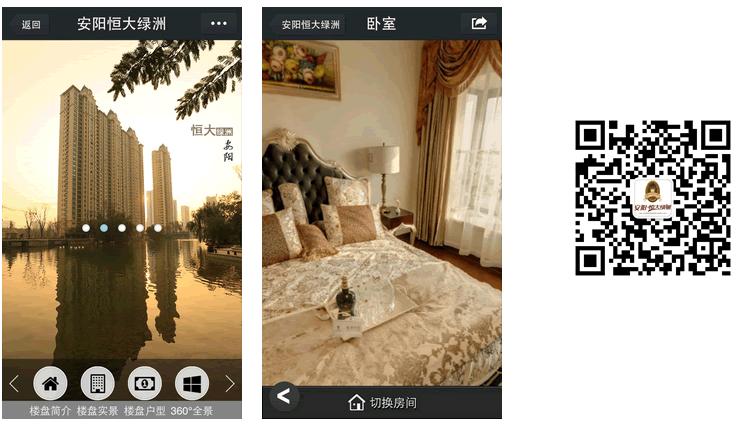 返回
安阳恒大绿洲
恒大绿洲
安阳
楼盘简介
楼盘实景
楼盘户型
360°全景
安阳恒大绿洲
卧室
切换房间
安阳·恒大绿洲